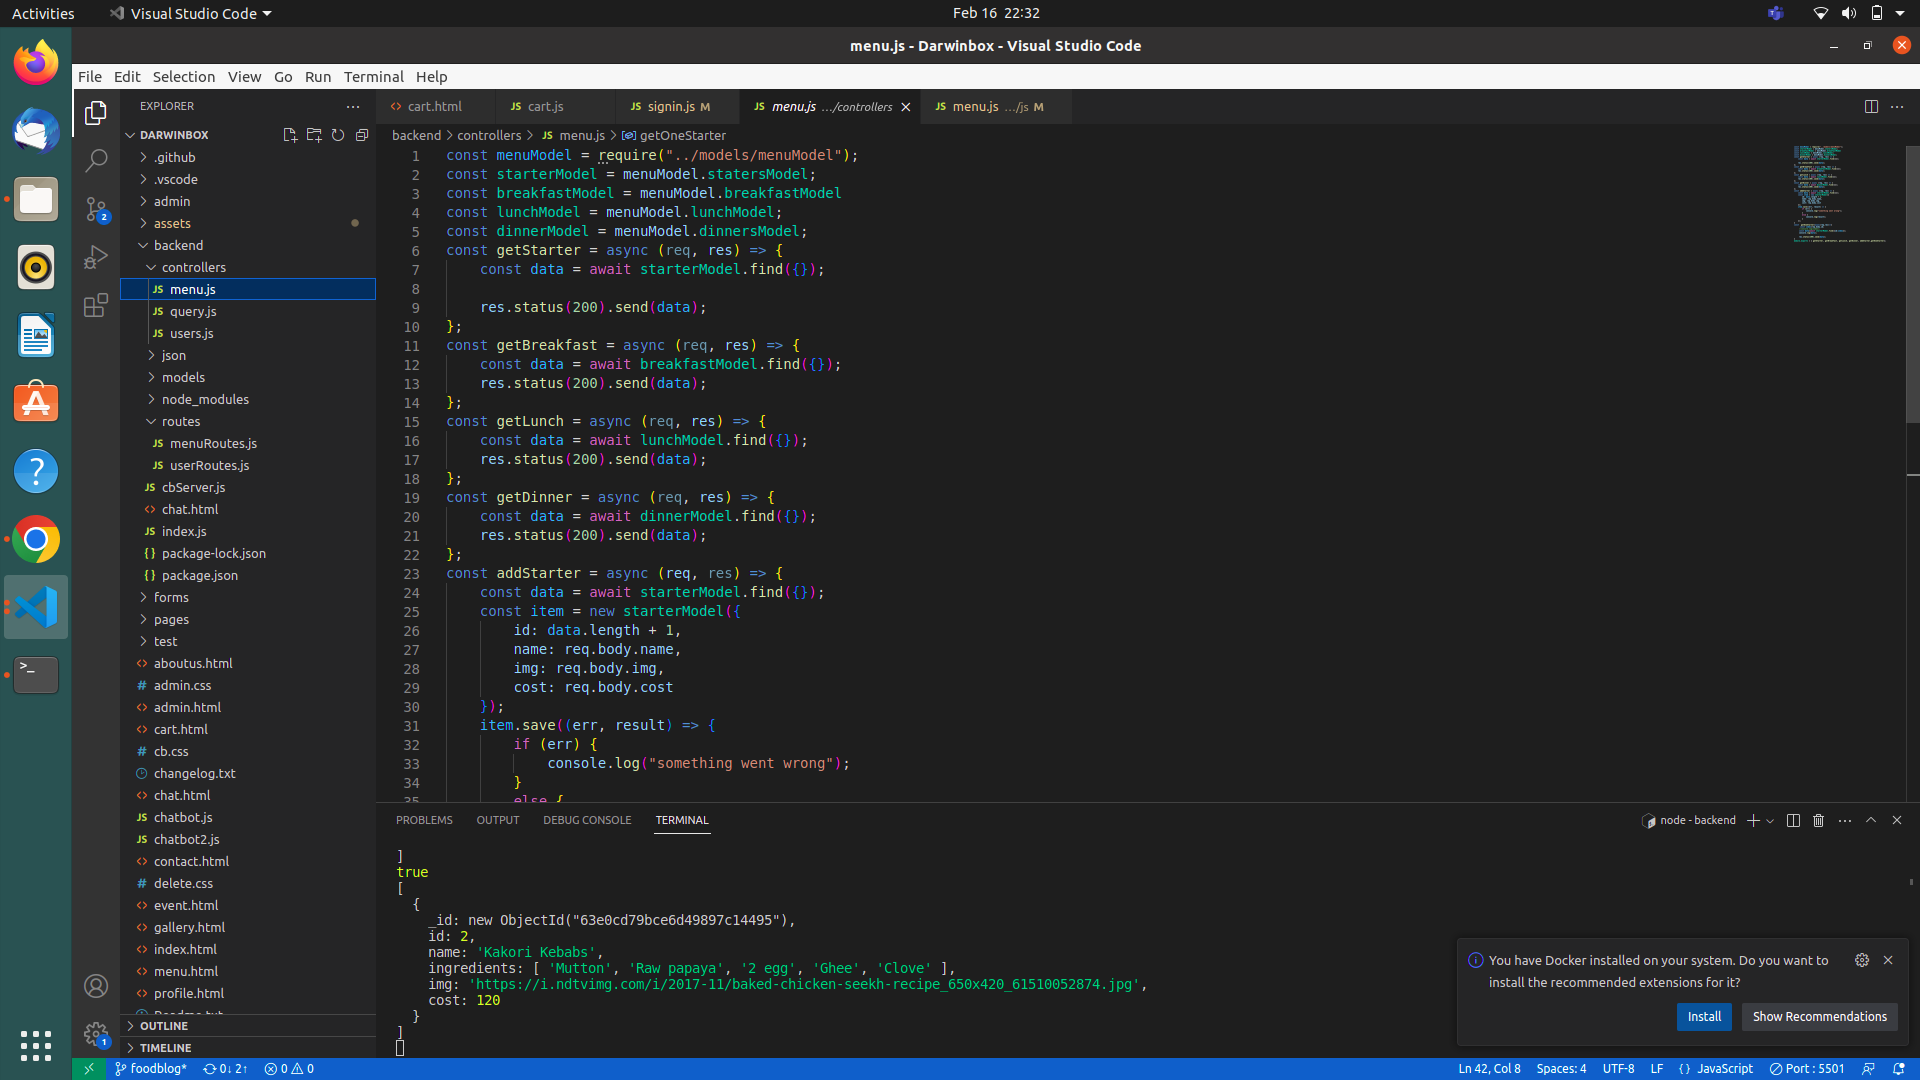 Activities
Visual Studio Code
Feb 16 22:32
menu.js - Darwinbox - Visual Studio Code
File Edit Selection View Go Run Terminal Help
EXPLORER
cart.html
JS cart.js
JS signin.js M
JS menu.js .../controllers
JS menu.js .../js M
DARWINBOX
backend > controllers > JS menu.js > getOneStarter
.github
.vscode
admin
assets
backend
controllers
JS menu.js
JS query.js
JS users.js
json
models
node_modules
routes
JS menuRoutes.js
JS userRoutes.js
JS cbServer.js
<> chat.html
JS index.js
{} package-lock.json
{} package.json
forms
pages
test
<> aboutus.html
# admin.css
<> admin.html
<> cart.html
# cb.css
changelog.txt
<> chat.html
JS chatbot.js
JS chatbot2.js
<> contact.html
# delete.css
<> event.html
<> gallery.html
<> index.html
<> menu.html
<> profile.html
OUTLINE
TIMELINE
2
1
1 const menuModel = require("../models/menuModel");
2 const starterModel = menuModel.statersModel;
3 const breakfastModel = menuModel.breakfastModel
4 const lunchModel = menuModel.lunchModel;
5 const dinnerModel = menuModel.dinnersModel;
6 const getStarter = async (req, res) => {
7 const data = await starterModel.find({});
8
9 res.status(200).send(data);
10 };
11 const getBreakfast = async (req, res) => {
12 const data = await breakfastModel.find({});
13 res.status(200).send(data);
14 };
15 const getLunch = async (req, res) => {
16 const data = await lunchModel.find({});
17 res.status(200).send(data);
18 };
19 const getDinner = async (req, res) => {
20 const data = await dinnerModel.find({});
21 res.status(200).send(data);
22 };
23 const addStarter = async (req, res) => {
24 const data = await starterModel.find({});
25 const item = new starterModel({
26 id: data.length + 1,
27 name: req.body.name,
28 img: req.body.img,
29 cost: req.body.cost
30 });
31 item.save((err, result) => {
32 if (err) {
33 console.log("something went wrong");
34 }
35 else {
PROBLEMS OUTPUT DEBUG CONSOLE TERMINAL
node - backend
]
true
[
{
_id: new ObjectId("63e0cd79bce6d49897c14495"),
id: 2,
name: 'Kakori Kebabs',
ingredients: [ 'Mutton', 'Raw papaya', '2 egg', 'Ghee', 'Clove' ],
img: 'https://i.ndtvimg.com/i/2017-11/baked-chicken-seekh-recipe_650x420_61510052874.jpg',
cost: 120
}
]
You have Docker installed on your system. Do you want to
install the recommended extensions for it?
Install
Show Recommendations
foodblog* 0↓ 2↑ 0 0
Ln 42, Col 8 Spaces: 4 UTF-8 LF {} JavaScript Port : 5501